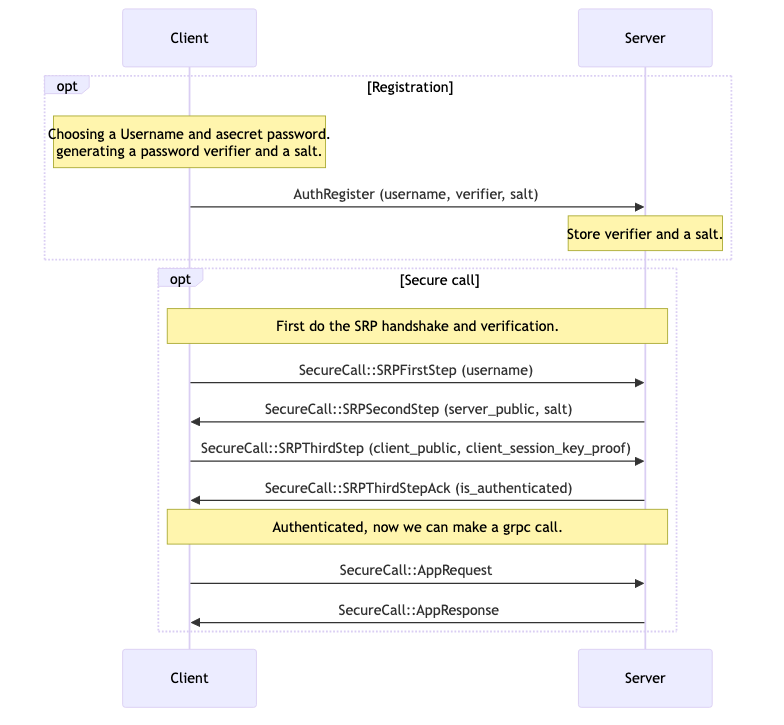 Client
Server
opt
[Registration]
Choosing a Username and asecret password.
generating a password verifier and a salt.
AuthRegister (username, verifier, salt)
Store verifier and a salt.
opt
[Secure call]
First do the SRP handshake and verification.
SecureCall::SRPFirstStep (username)
SecureCall::SRPSecondStep (server_public, salt)
SecureCall::SRPThirdStep (client_public, client_session_key_proof)
SecureCall::SRPThirdStepAck (is_authenticated)
Authenticated, now we can make a grpc call.
SecureCall::AppRequest
SecureCall::AppResponse
Client
Server